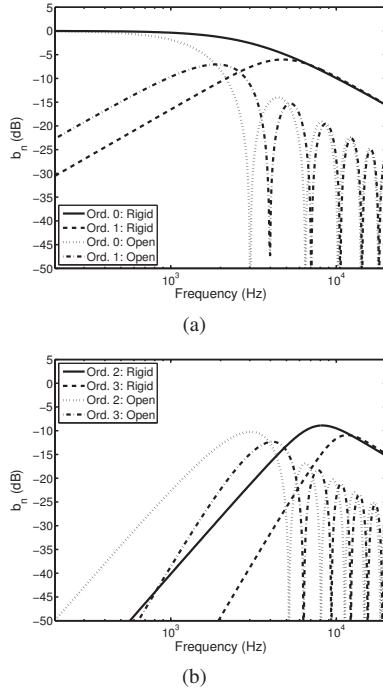 0
−5
−10
−15
−20
−25
−30
−35
−40
−45
−50
b_n (dB)
Ord. 0: Rigid
Ord. 1: Rigid
Ord. 0: Open
Ord. 1: Open
10^3
10^4
Frequency (Hz)
(a)
0
−5
−10
−15
−20
−25
−30
−35
−40
−45
−50
b_n (dB)
Ord. 2: Rigid
Ord. 3: Rigid
Ord. 2: Open
Ord. 3: Open
10^3
10^4
Frequency (Hz)
(b)